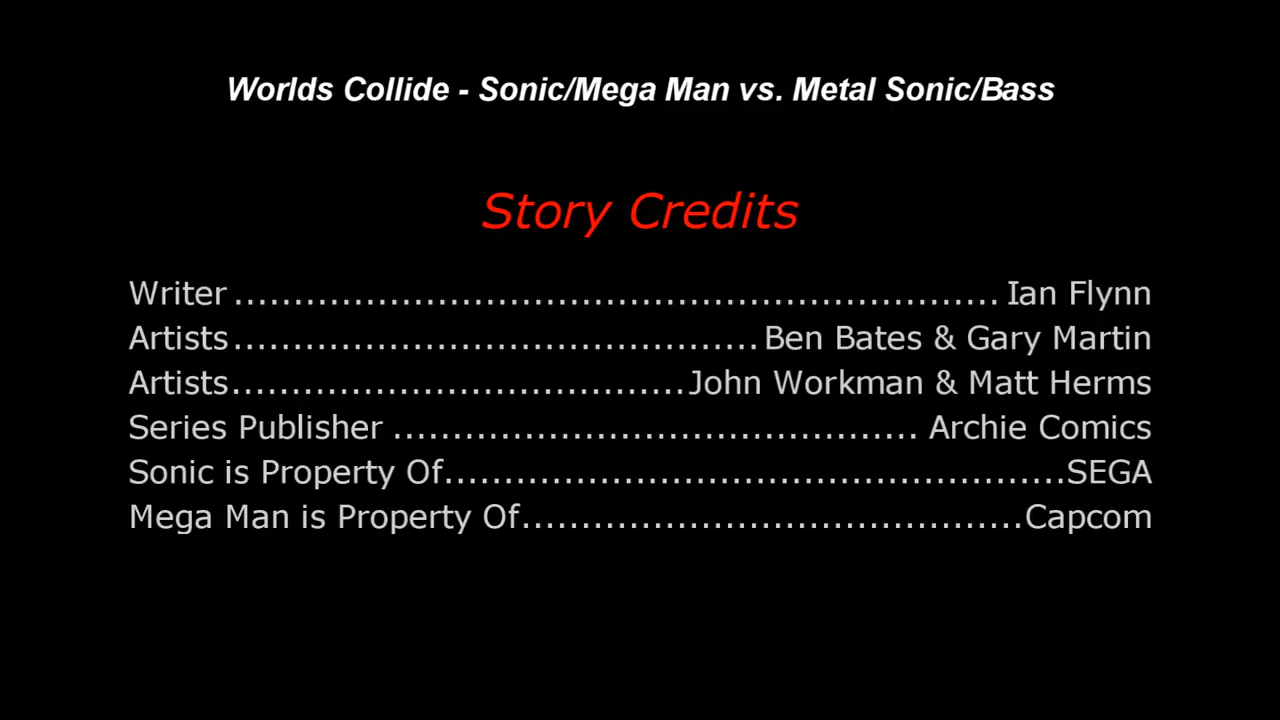 Worlds Collide - Sonic/Mega Man vs. Metal Sonic/Bass
Story Credits
Writer ................................................................ Ian Flynn
Artists ............................................ Ben Bates & Gary Martin
Artists...................................... John Workman & Matt Herms
Series Publisher ............................................ Archie Comics
Sonic is Property Of....................................................SEGA
Mega Man is Property Of..........................................Capcom